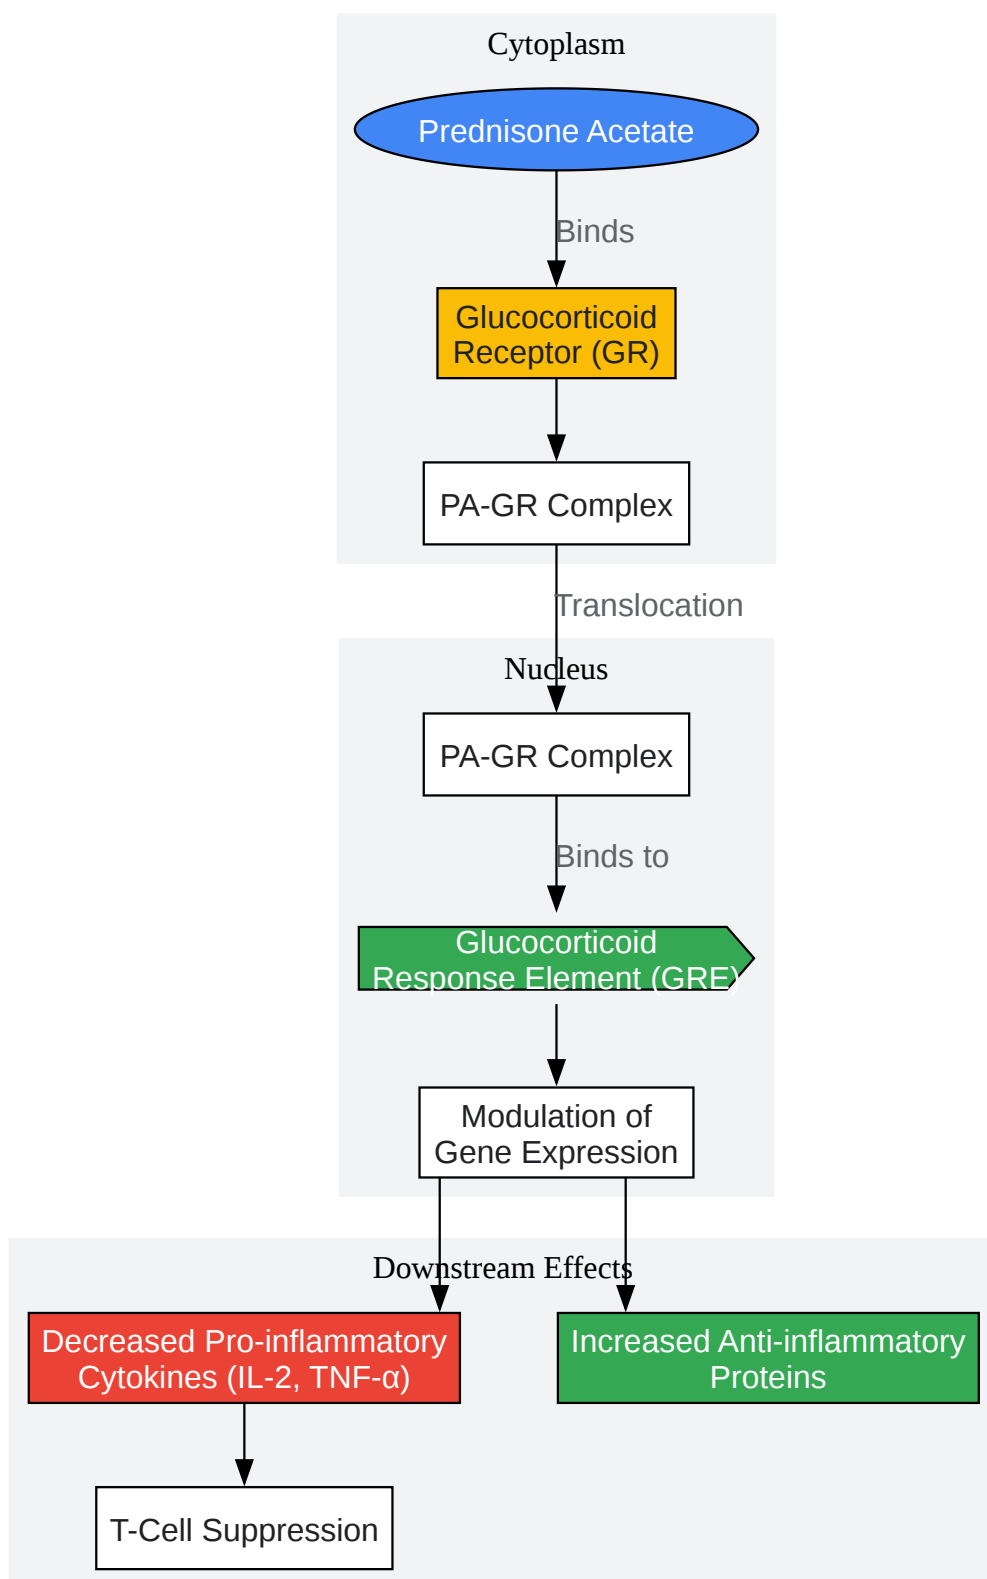 Cytoplasm
Prednisone Acetate
Binds
Glucocorticoid
Receptor (GR)
PA-GR Complex
Translocation
Nucleus
PA-GR Complex
Binds to
Glucocorticoid
Response Element (GRE)
Modulation of
Gene Expression
Downstream Effects
Decreased Pro-inflammatory
Cytokines (IL-2, TNF-α)
Increased Anti-inflammatory
Proteins
T-Cell Suppression